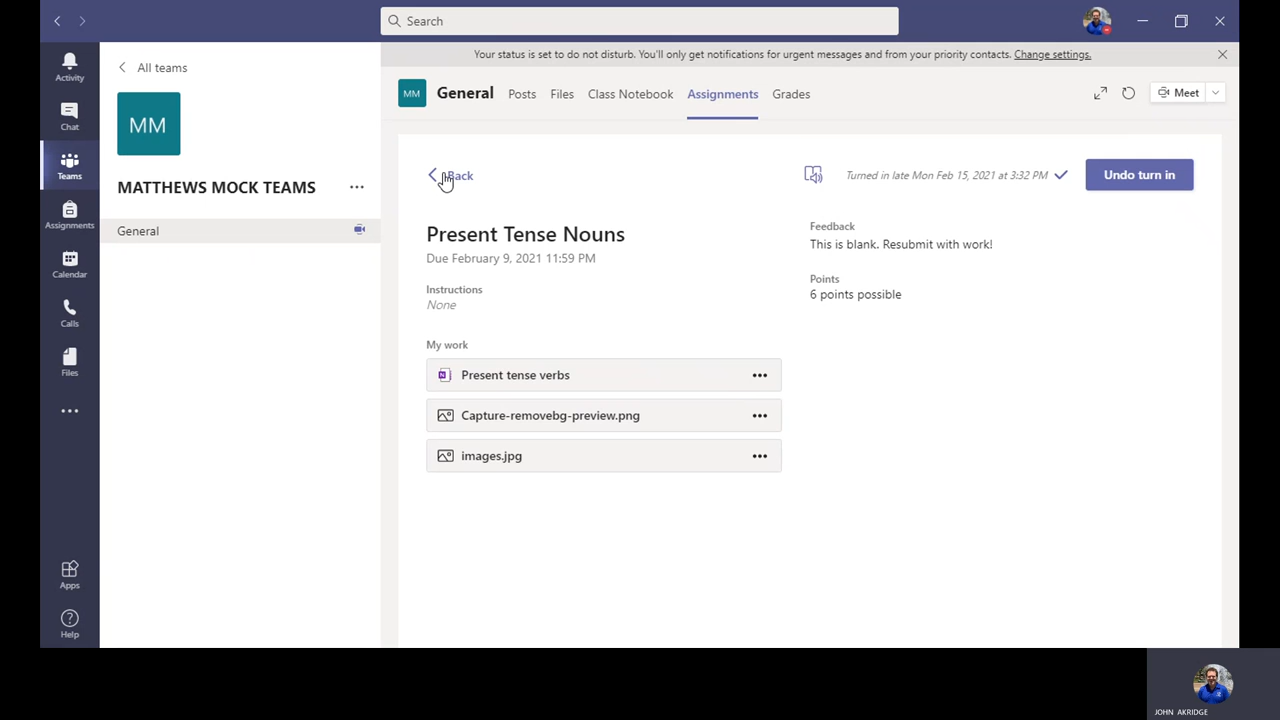 Search
Your status is set to do not disturb. You'll only get notifications for urgent messages and from your priority contacts. Change settings.
Activity
Chat
Teams
Assignments
Calendar
Calls
Files
Apps
Help
All teams
MM
MATTHEWS MOCK TEAMS
General
MM General Posts Files Class Notebook Assignments Grades Meet
Back
Turned in late Mon Feb 15, 2021 at 3:32 PM
Undo turn in
Present Tense Nouns
Due February 9, 2021 11:59 PM
Instructions
None
My work
Present tense verbs
Capture-removebg-preview.png
images.jpg
Feedback
This is blank. Resubmit with work!
Points
6 points possible
JOHN AKRIDGE